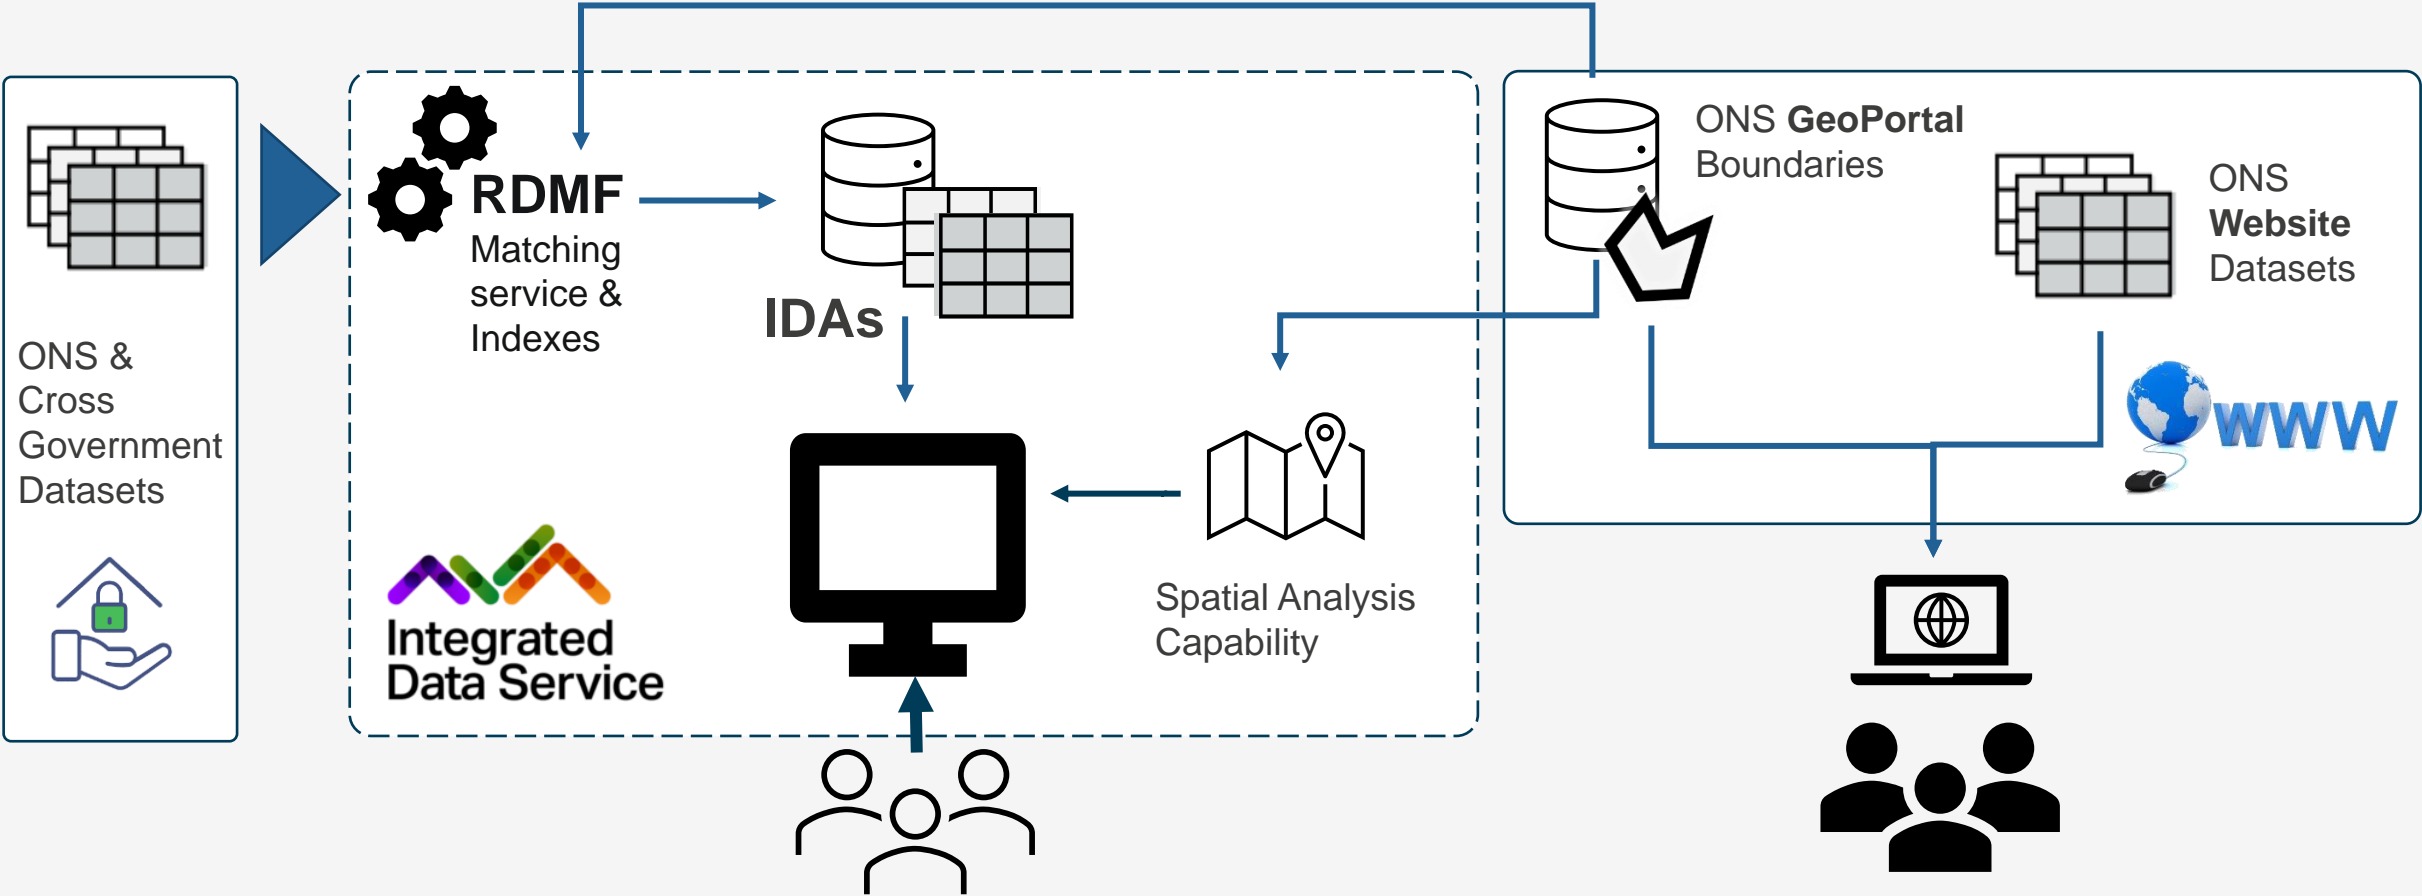 ONS &
Cross
Government
Datasets
RDMF
Matching
service &
Indexes
IDAs
Integrated
Data Service
Spatial Analysis
Capability
ONS GeoPortal
Boundaries
ONS
Website
Datasets
WWW